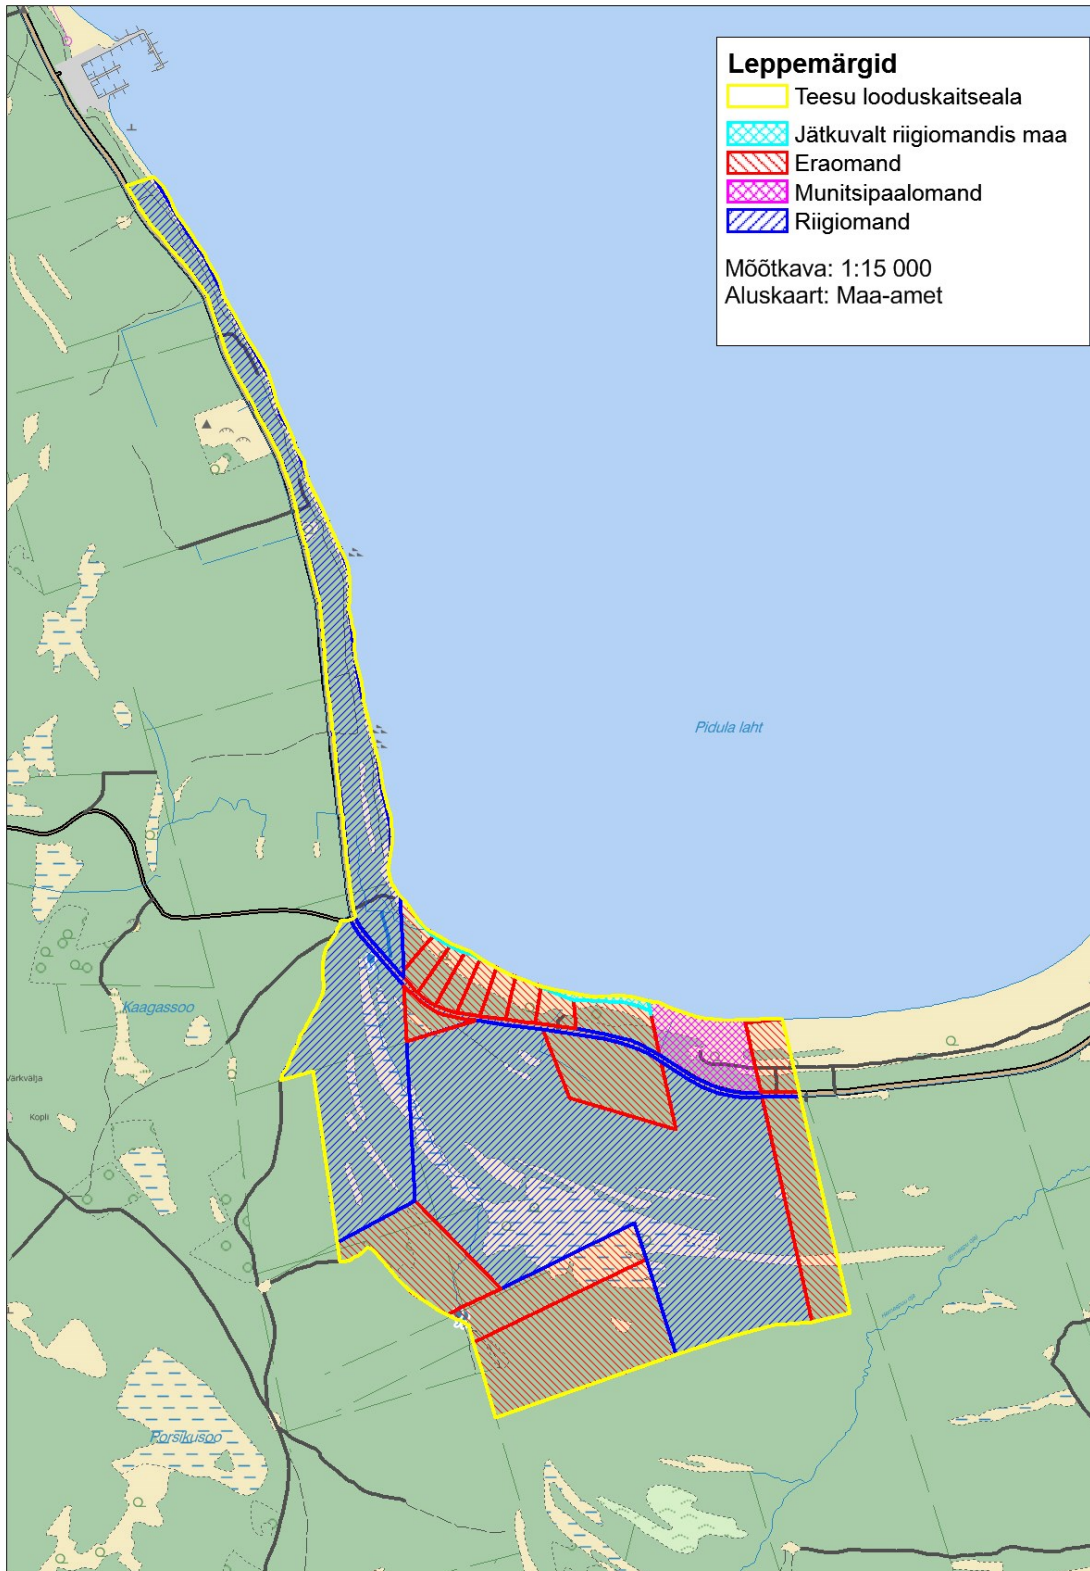 Leppemärgid
Teesu looduskaitseala
Jätkuvalt riigiomandis maa
Eraomand
Munitsipaalomand
Riigiomand
Mõõtkava: 1:15 000
Aluskaart: Maa-amet
Pidula laht
Kaagassoo
Värkvälja
Kopli
Porsikusoo